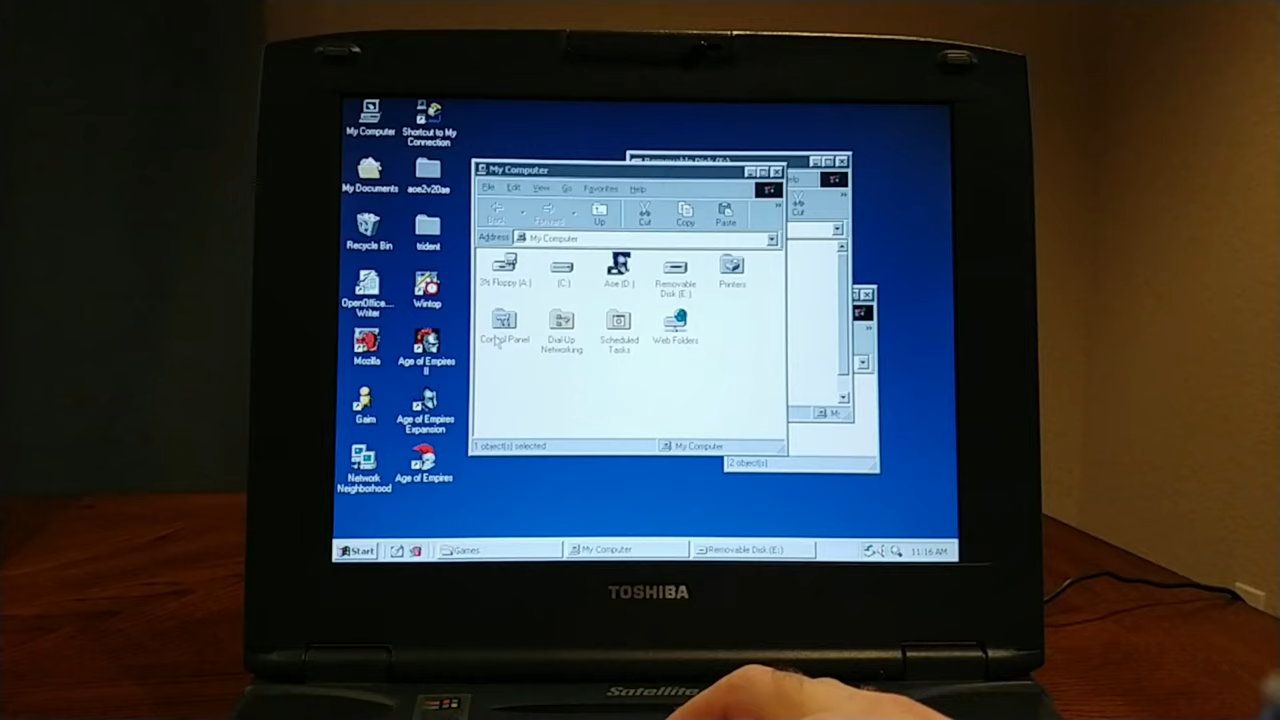 My Computer
Shortcut to My
Connection
My Documents
aoe2v20ae
Recycle Bin
trident
OpenOffice....
Writer
Wintop
Mozilla
Age of Empires
II
Gaim
Age of Empires
Expansion
Network
Neighborhood
Age of Empires
Removable Disk (E:)
My Computer
File Edit View Go Favorites Help
Back Forward Up Cut Copy Paste
Cut
Address My Computer
3½ Floppy (A:)
(C:)
Aoe (D:)
Removable
Disk (E:)
Printers
Control Panel
Dial-Up
Networking
Scheduled
Tasks
Web Folders
1 object(s) selected
My Computer
2 object(s)
Start
Games
My Computer
Removable Disk (E:)
11:16 AM
TOSHIBA
Satellite